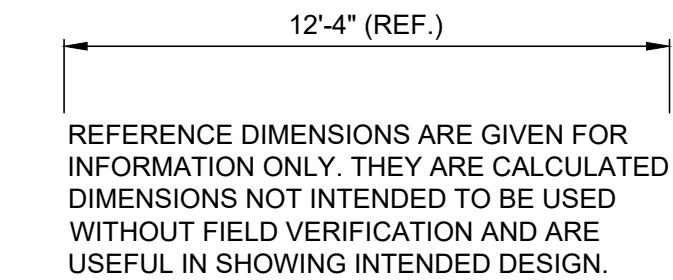 12'-4" (REF.)
REFERENCE DIMENSIONS ARE GIVEN FOR
INFORMATION ONLY. THEY ARE CALCULATED
DIMENSIONS NOT INTENDED TO BE USED
WITHOUT FIELD VERIFICATION AND ARE
USEFUL IN SHOWING INTENDED DESIGN.